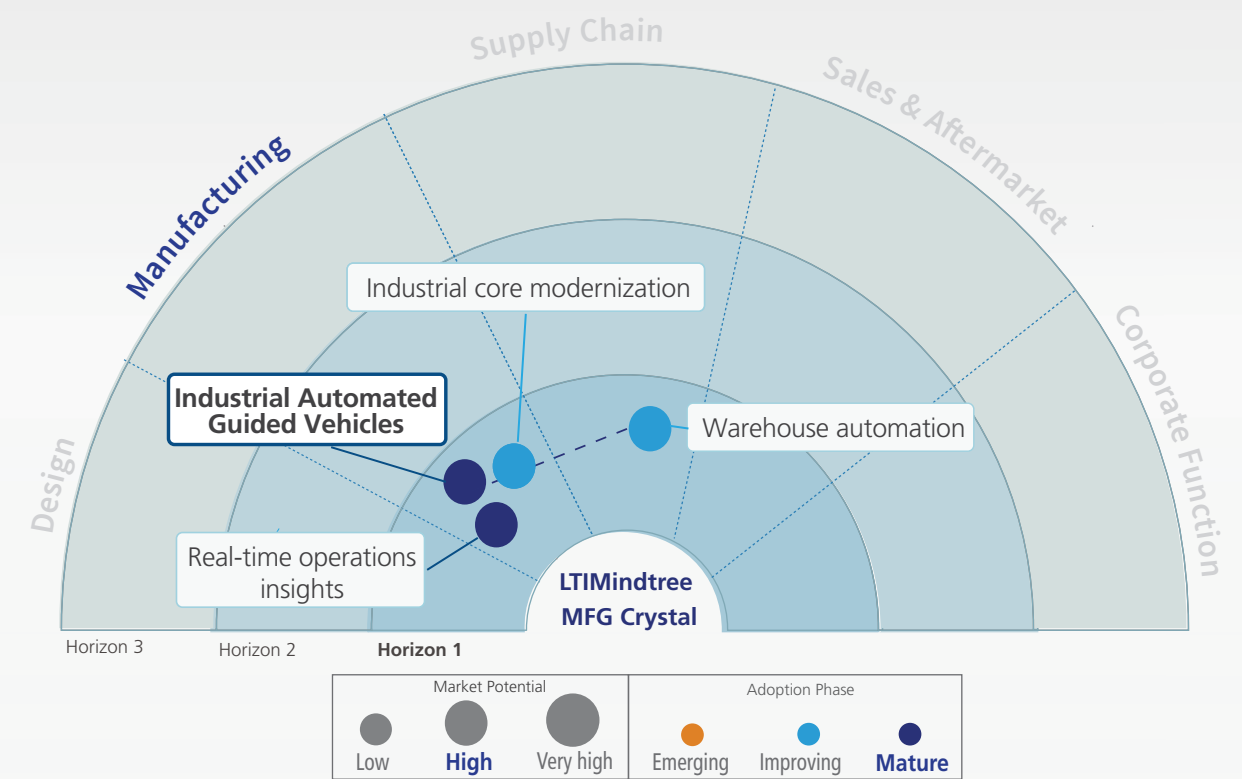 Supply Chain
Sales & Aftermarket
Manufacturing
Industrial core modernization
Industrial Automated
Guided Vehicles
Warehouse automation
Corporate Function
Design
Real-time operations
insights
LTIMindtree
MFG Crystal
Horizon 3
Horizon 2
Horizon 1
Market Potential
Adoption Phase
Low
High
Very high
Emerging
Improving
Mature